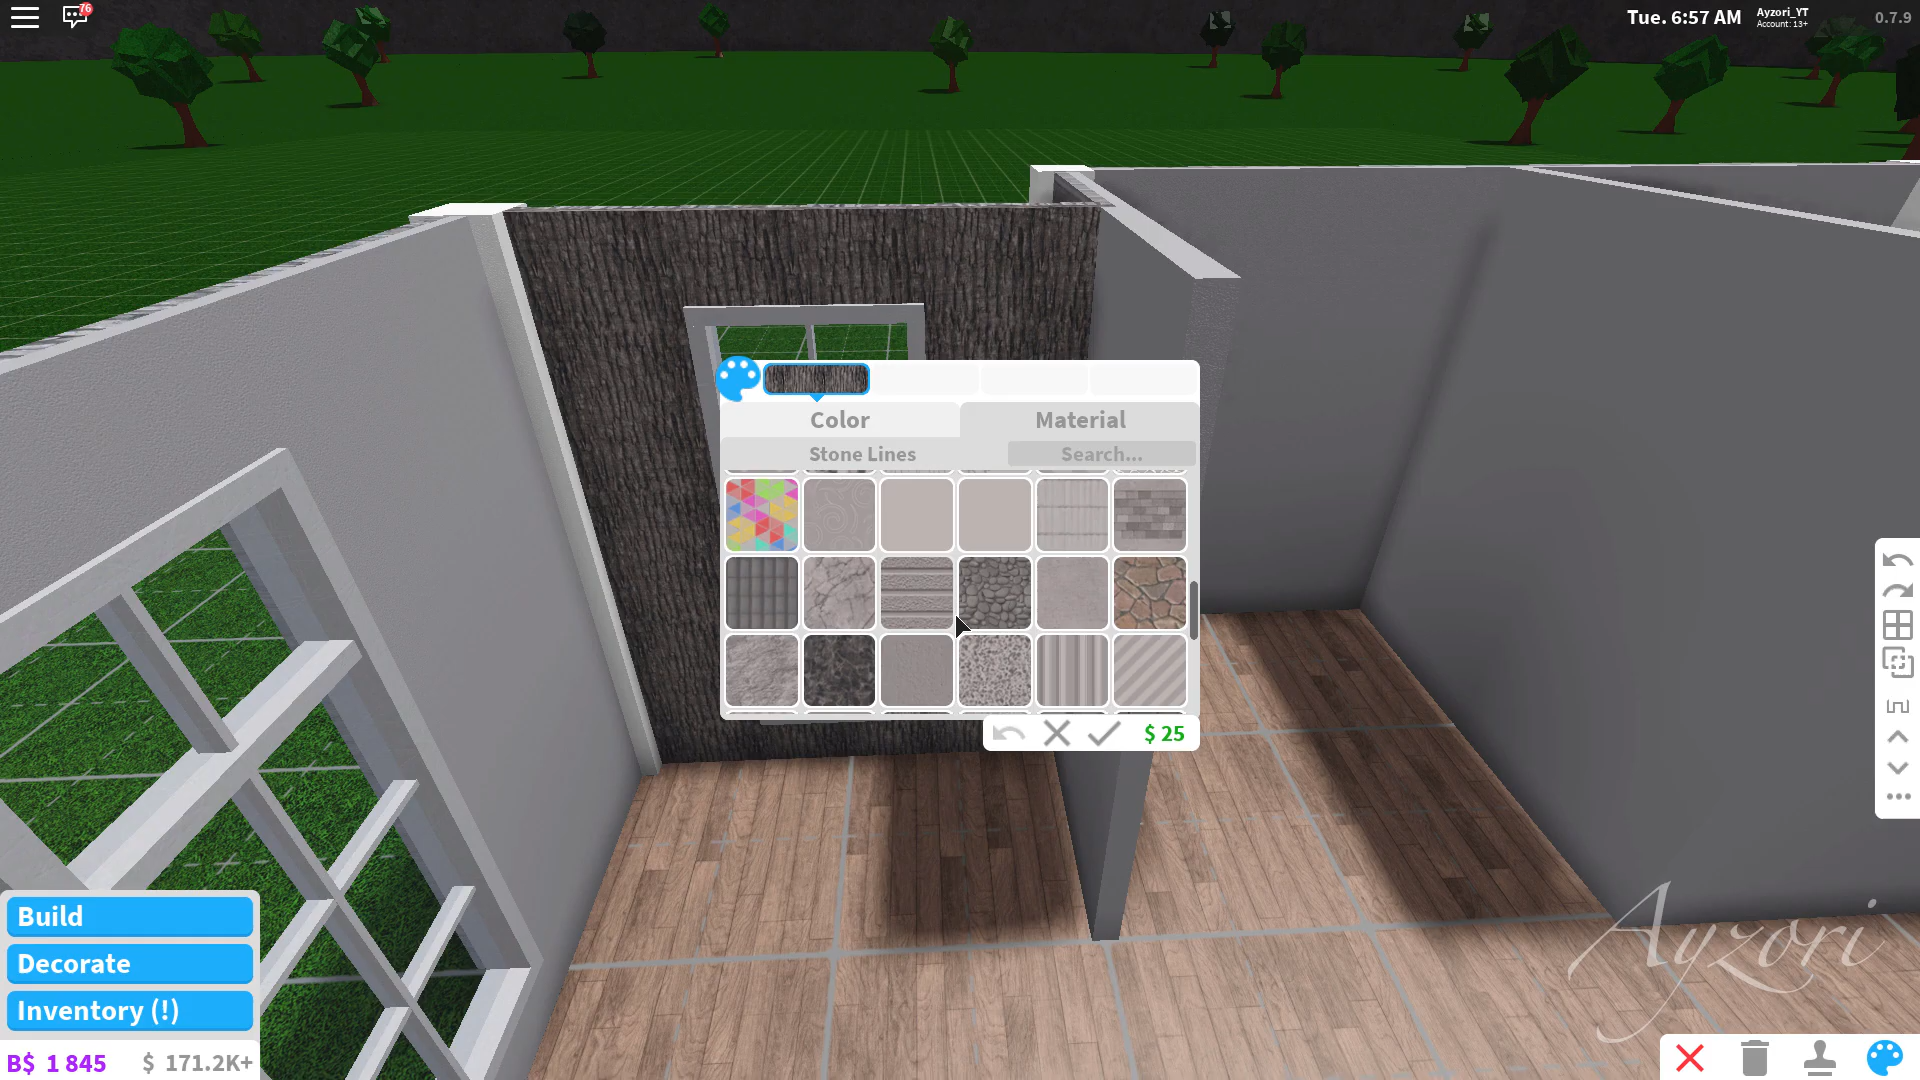 76
Tue. 6:57 AM
Ayzori_YT
Account: 13+
0.7.9
Color
Material
Stone Lines
Search...
$ 25
Build
Decorate
Inventory (!)
B$ 1 845
$ 171.2K+
Ayzori